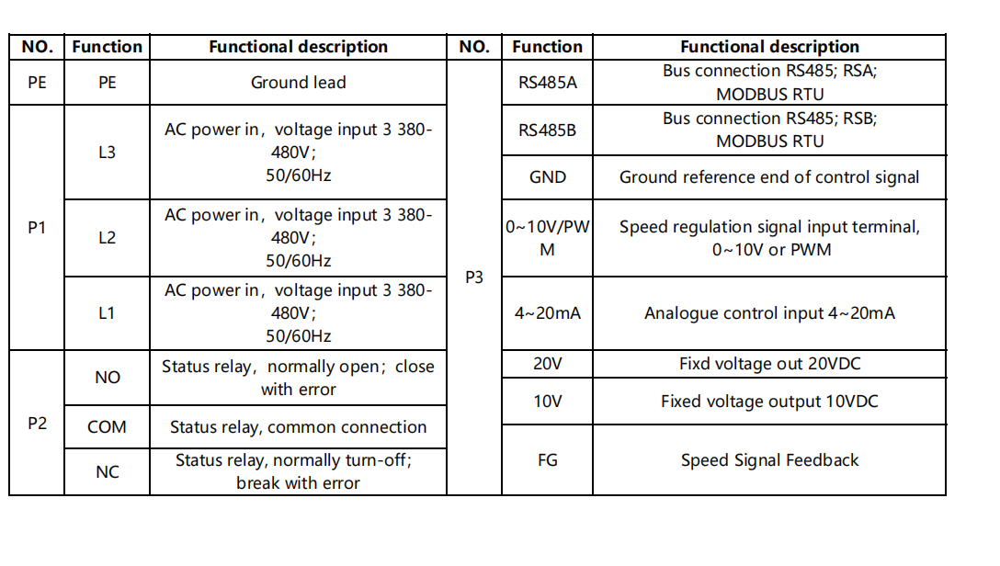 NO. Function Functional description NO. Function Functional description
PE PE Ground lead
P1
L3 AC power in，voltage input 3 380-
480V；
50/60Hz
L2 AC power in，voltage input 3 380-
480V；
50/60Hz
L1 AC power in，voltage input 3 380-
480V；
50/60Hz
P2
NO Status relay，normally open；close
with error
COM Status relay, common connection
NC Status relay, normally turn-off；
break with error
P3
RS485A Bus connection RS485; RSA;
MODBUS RTU
RS485B Bus connection RS485; RSB;
MODBUS RTU
GND Ground reference end of control signal
0~10V/PW
M
Speed regulation signal input terminal,
0~10V or PWM
4~20mA Analogue control input 4~20mA
20V Fixd voltage out 20VDC
10V Fixed voltage output 10VDC
FG Speed Signal Feedback